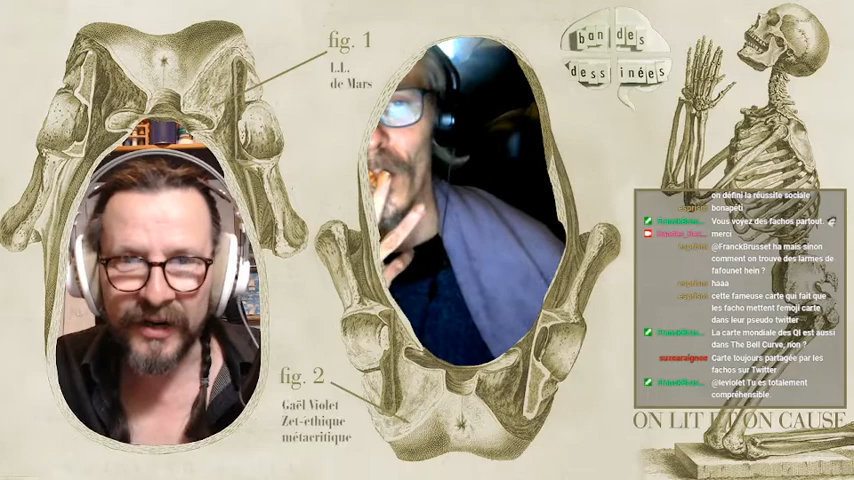 fig. 1
L.L.
de Mars
bandes
dessinées
fig. 2
Gaël Violet
Zet-éthique
métacritique
on défini la réussite sociale
bonapéti
Vous voyez des fachos partout.
merci
@FranckBrusset ha mais sinon
comment on trouve des larmes de
fafounet hein ?
haaa
cette fameuse carte qui fait que
les facho mettent l'emoji carte
dans leur pseudo twitter
La carte mondiale des QI est aussi
dans The Bell Curve, non ?
Carte toujours partagée par les
fachos sur Twitter
@leviolet Tu es totalement
compréhensible.
ON LIT ET ON CAUSE